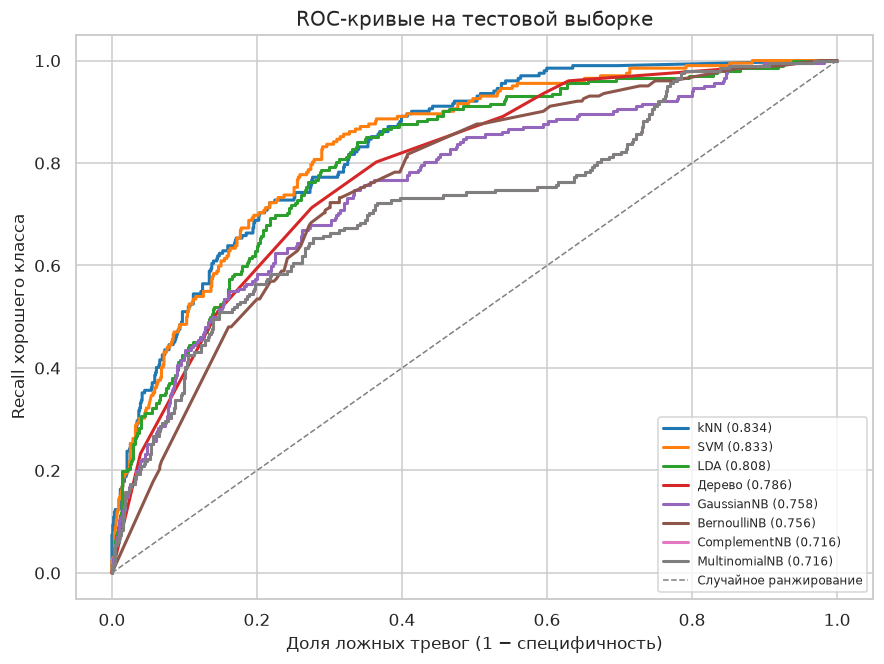 ROC-кривые на тестовой выборке
Recall хорошего класса
1.0
0.8
0.6
0.4
0.2
0.0
kNN (0.834)
SVM (0.833)
LDA (0.808)
Дерево (0.786)
GaussianNB (0.758)
BernoulliNB (0.756)
ComplementNB (0.716)
MultinomialNB (0.716)
Случайное ранжирование
0.0 0.2 0.4 0.6 0.8 1.0
Доля ложных тревог (1 − специфичность)